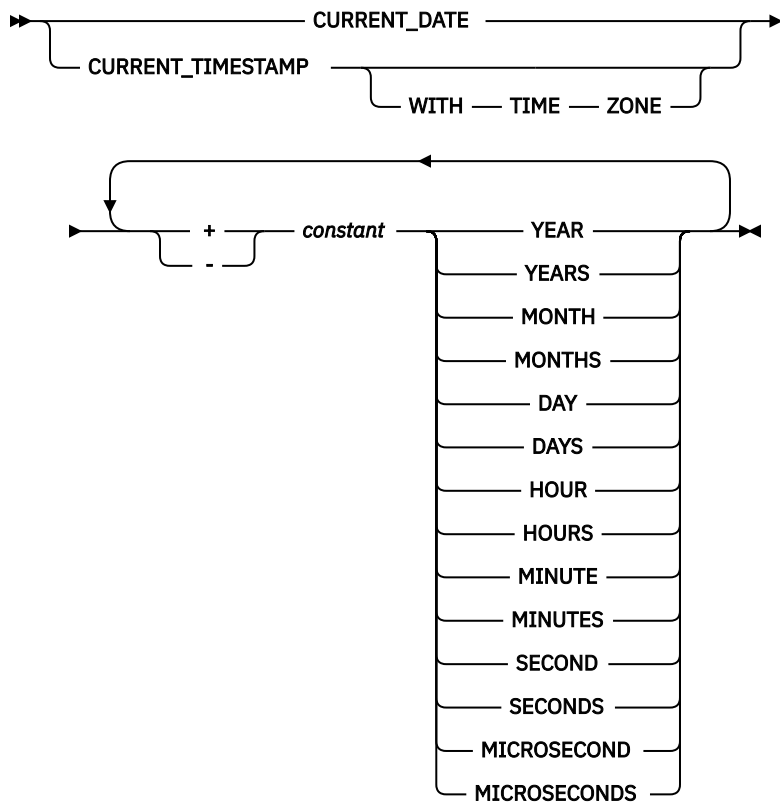 CURRENT_DATE
CURRENT_TIMESTAMP
WITH TIME ZONE
+ constant YEAR
-
YEARS
MONTH
MONTHS
DAY
DAYS
HOUR
HOURS
MINUTE
MINUTES
SECOND
SECONDS
MICROSECOND
MICROSECONDS